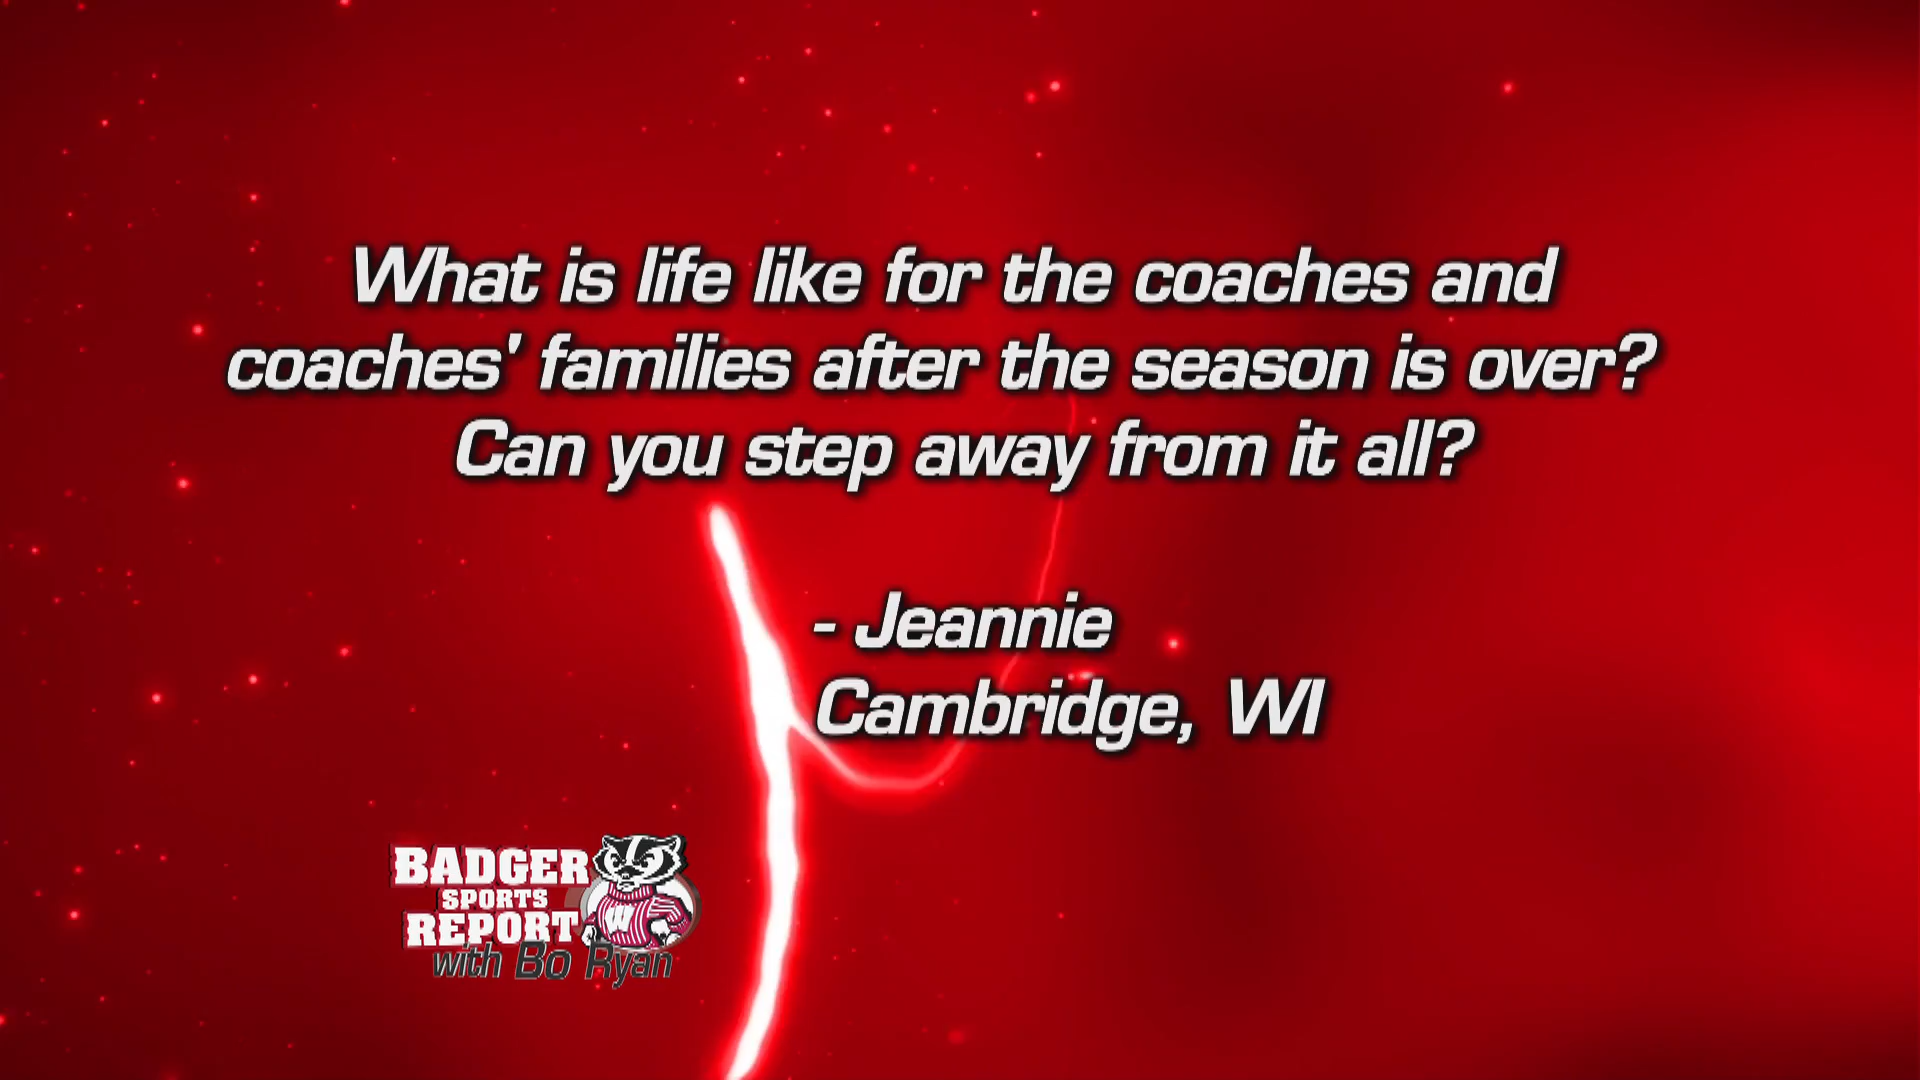 What is life like for the coaches and
coaches' families after the season is over?
Can you step away from it all?
- Jeannie
Cambridge, WI
BADGER
SPORTS
REPORT
W
with Bo Ryan